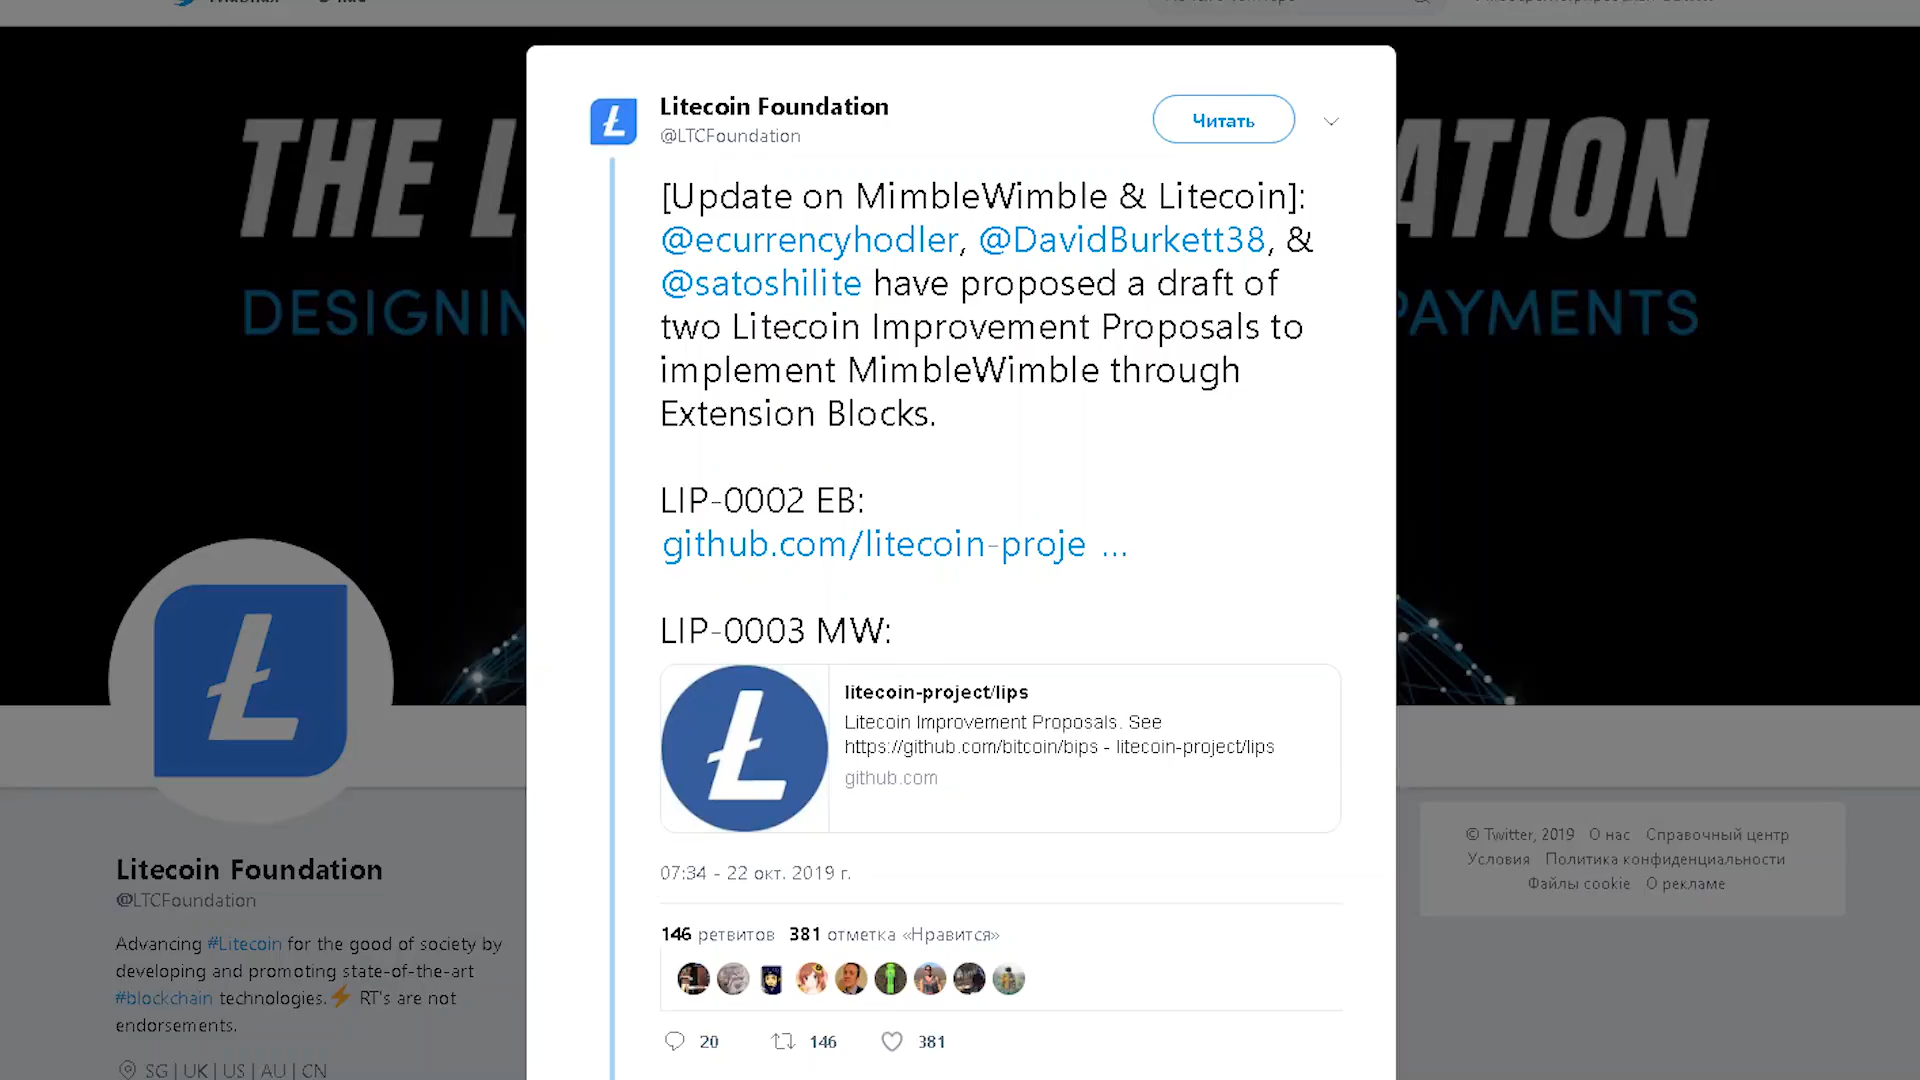 THE L
ATION
DESIGNIN
PAYMENTS
Litecoin Foundation
@LTCFoundation
Читать
[Update on MimbleWimble & Litecoin]:
@ecurrencyhodler, @DavidBurkett38, &
@satoshilite have proposed a draft of
two Litecoin Improvement Proposals to
implement MimbleWimble through
Extension Blocks.
LIP-0002 EB:
github.com/litecoin-proje ...
LIP-0003 MW:
litecoin-project/lips
Litecoin Improvement Proposals. See
https://github.com/bitcoin/bips - litecoin-project/lips
github.com
07:34 - 22 окт. 2019 г.
146 ретвитов 381 отметка «Нравится»
20 146 381
Litecoin Foundation
@LTCFoundation
Advancing #Litecoin for the good of society by
developing and promoting state-of-the-art
#blockchain technologies.⚡ RT's are not
endorsements.
SG | UK | US | AU | CN
© Twitter, 2019 О нас Справочный центр
Условия Политика конфиденциальности
Файлы cookie О рекламе